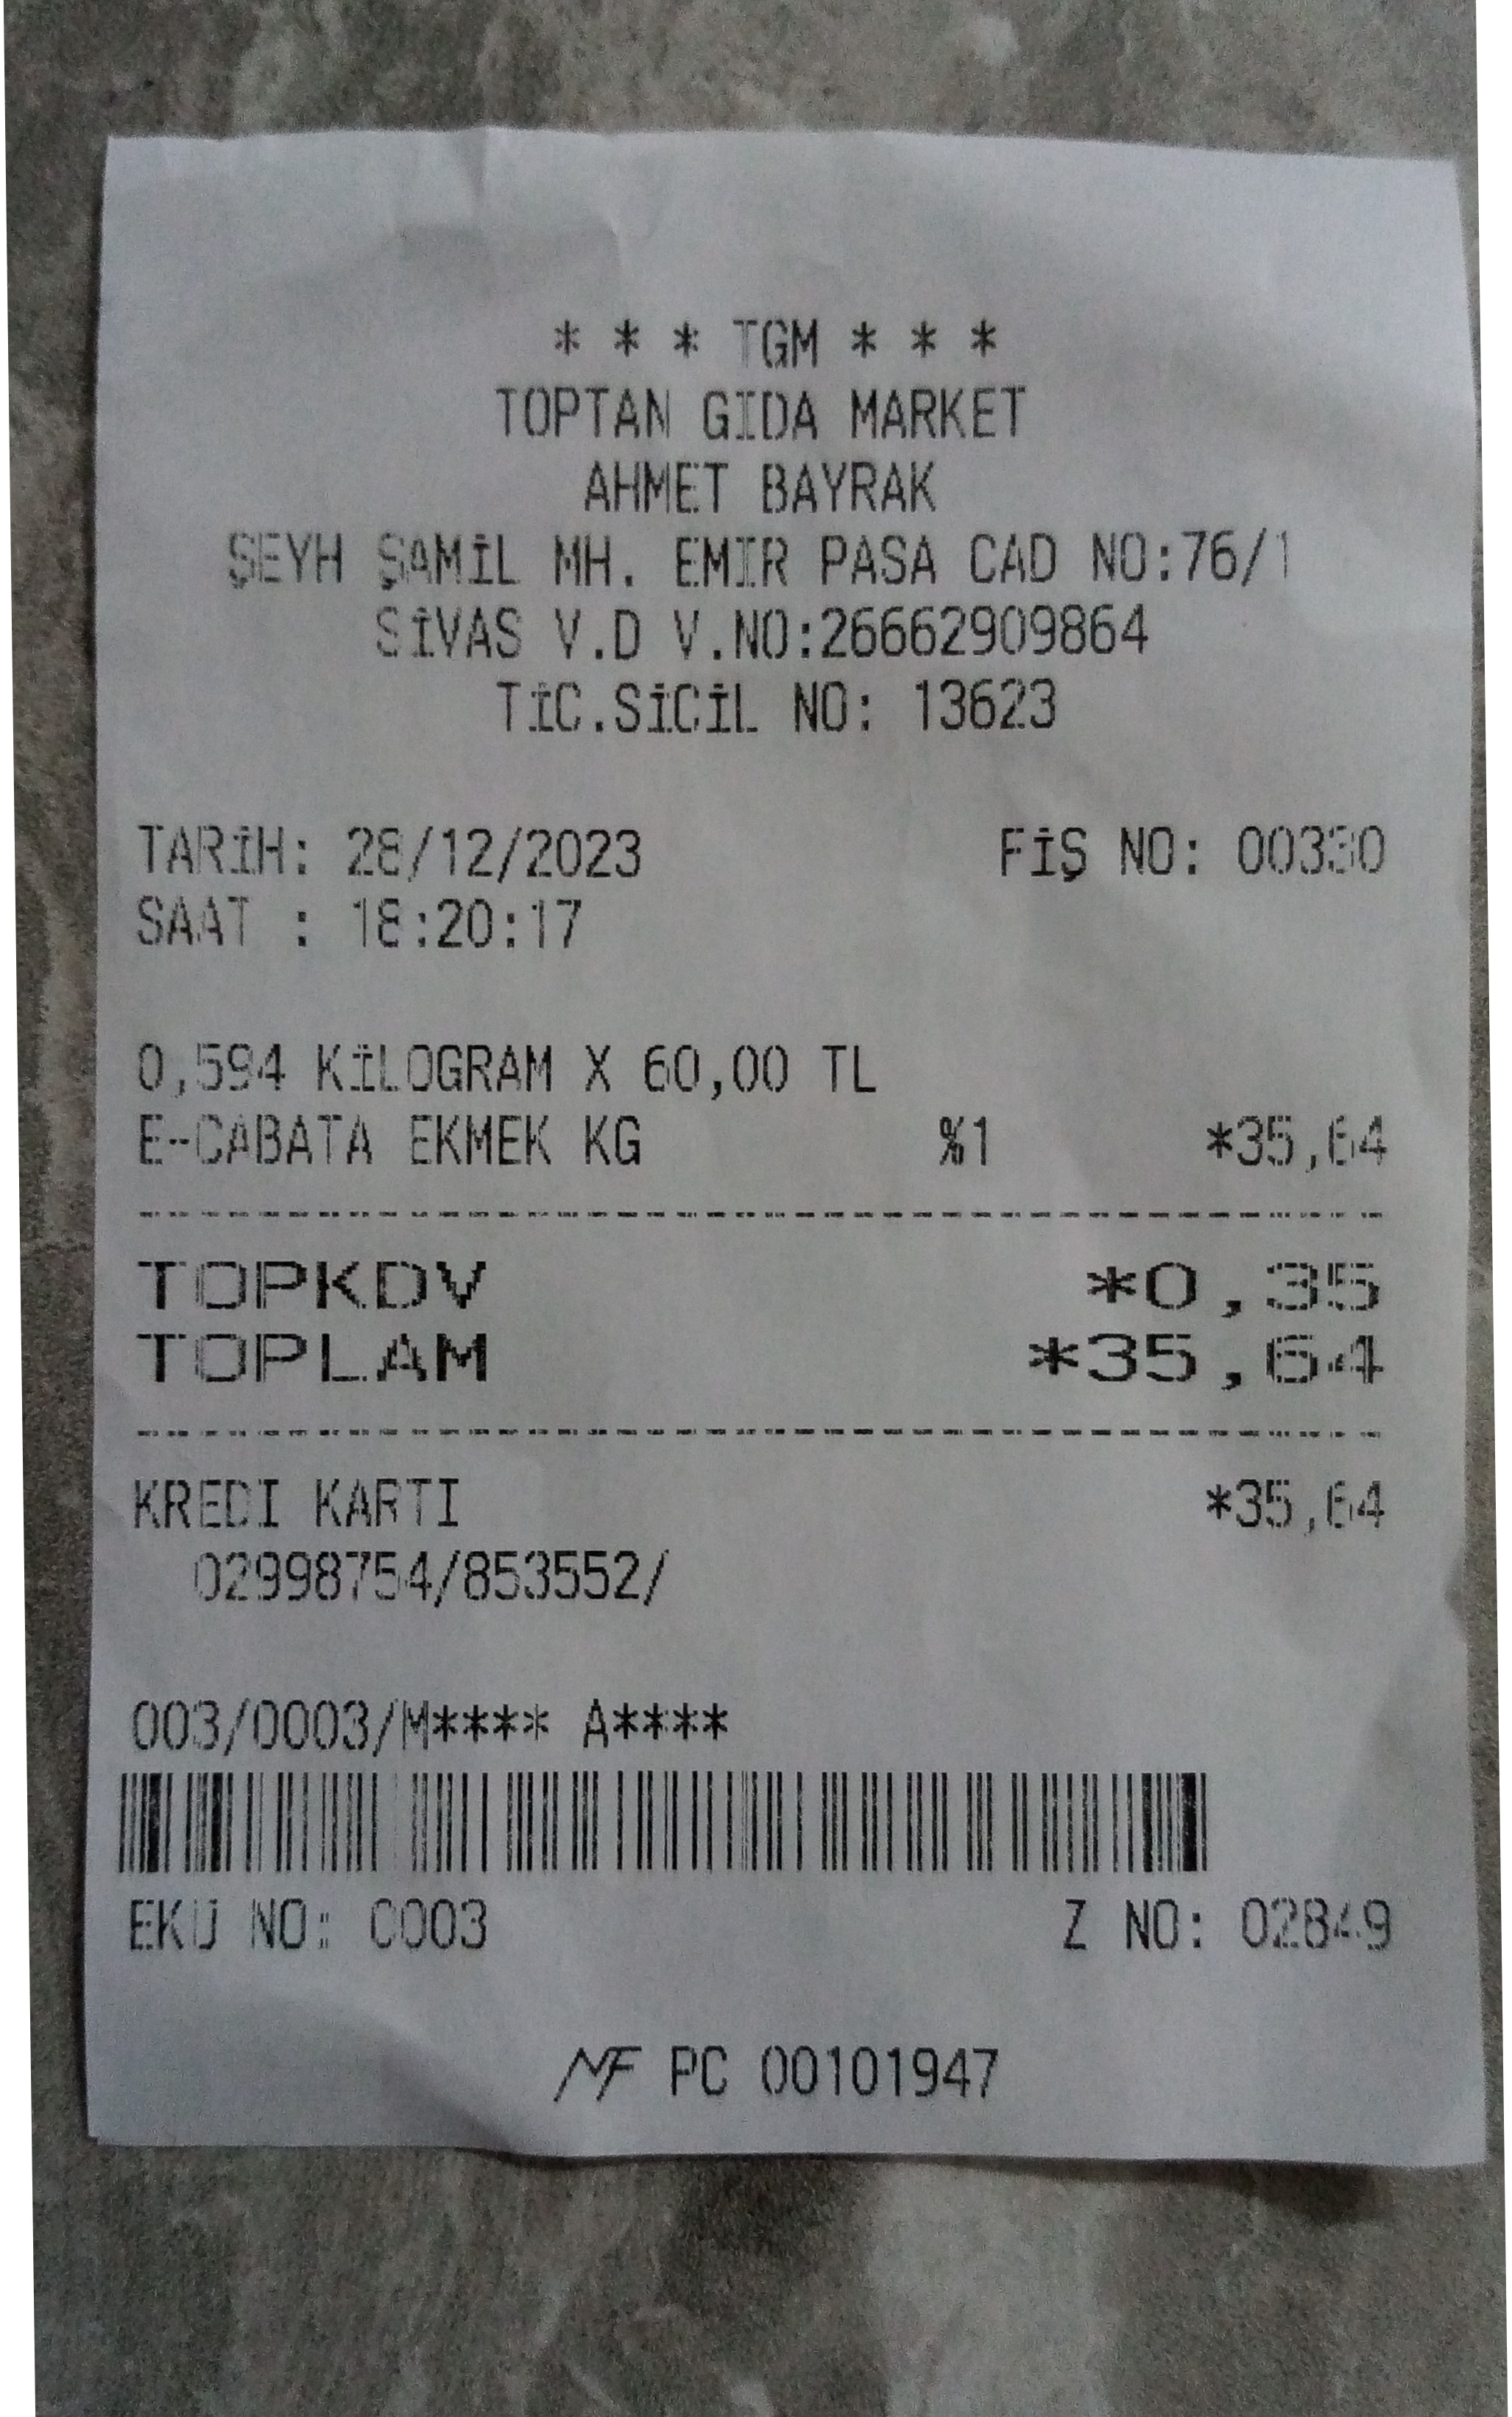 * * * TGM * * *
TOPTAN GIDA MARKET
AHMET BAYRAK
ŞEYH ŞAMİL MH. EMIR PASA CAD NO:76/1
SİVAS V.D V.NO:26662909864
TİC.SİCİL NO: 13623
TARİH: 28/12/2023 FİŞ NO: 00330
SAAT : 18:20:17
0,594 KİLOGRAM X 60,00 TL
E-CABATA EKMEK KG %1 *35,64
TOPKDV *0,35
TOPLAM *35,64
KREDI KARTI *35,64
02998754/853552/
003/0003/M**** A****
EKÜ NO: 0003 Z NO: 02849
MF PC 00101947